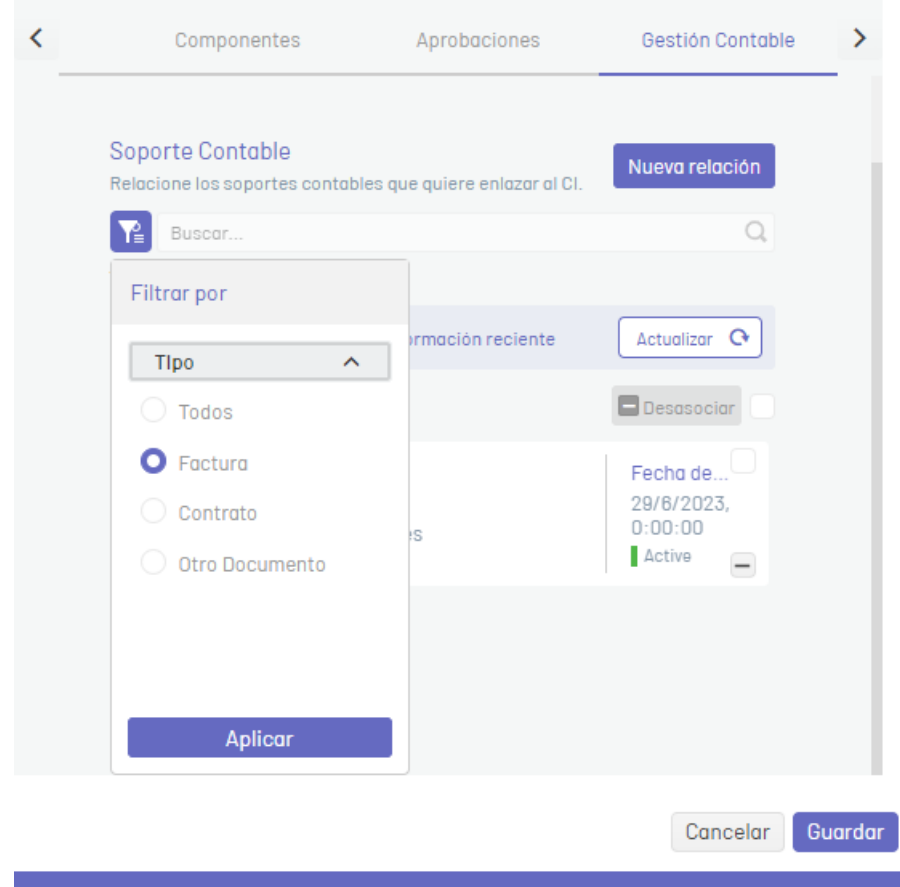 Componentes
Aprobaciones
Gestión Contable
Soporte Contable
Relacione los soportes contables que quiere enlazar al CI.
Nueva relación
Buscar...
Filtrar por
TIpo
Todos
Factura
Contrato
Otro Documento
Aplicar
ormación reciente
Actualizar
Desasociar
Fecha de...
29/6/2023,
0:00:00
Active
es
Cancelar
Guardar